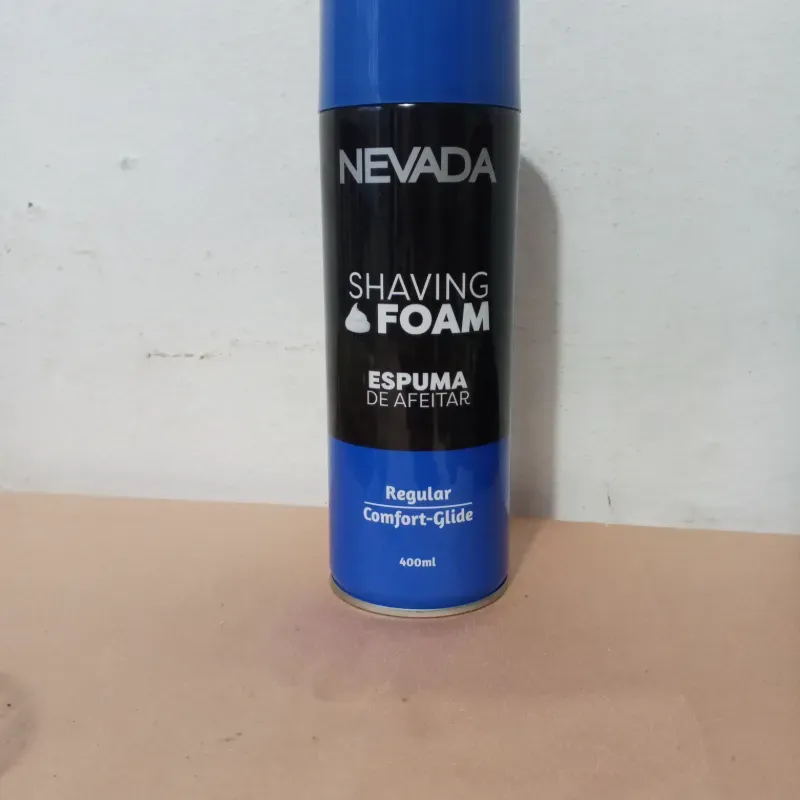 NEVADA
SHAVING
FOAM
ESPUMA
DE AFEITAR
Regular
Comfort-Glide
400ml